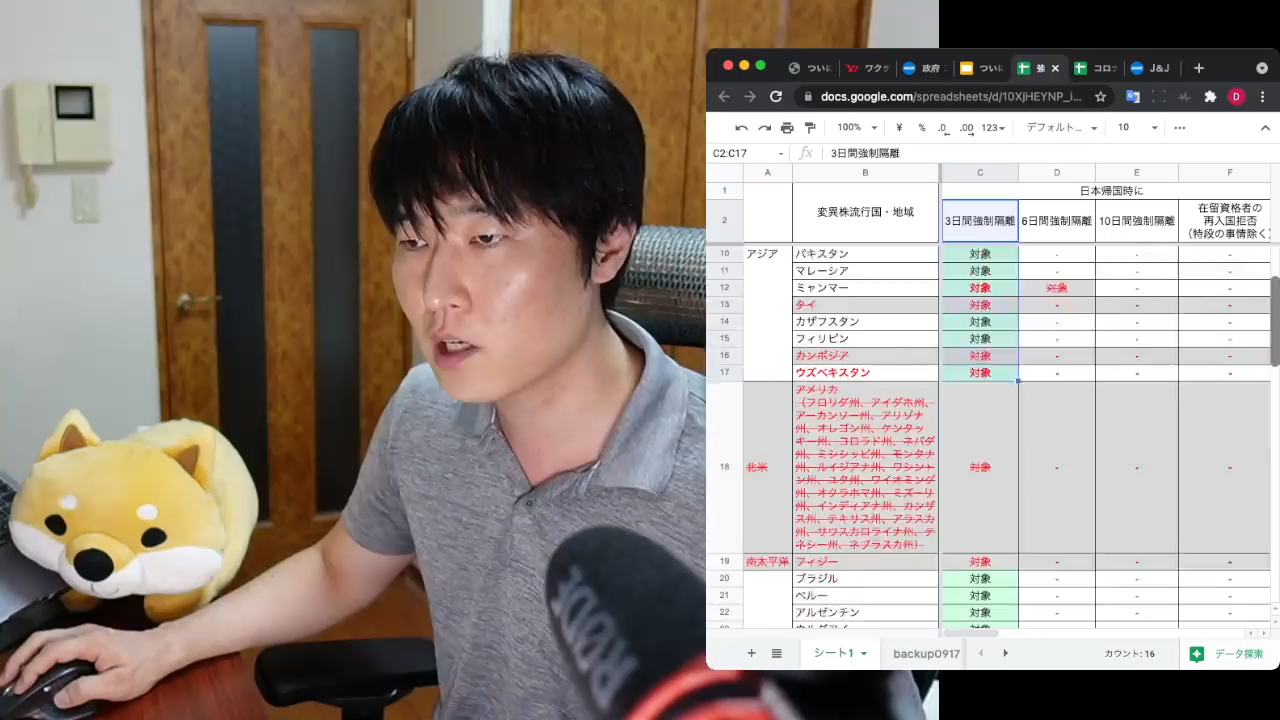 ついに
ワクラ
政府
ついに
強
コロッ
J&J
docs.google.com/spreadsheets/d/10XjHEYNP_i...
D
100%
¥
%
.0
.00
123
デフォルト...
10
C2:C17
fx
3日間強制隔離
A
B
C
D
E
F
1
日本帰国時に
2
変異株流行国・地域
3日間強制隔離
6日間強制隔離
10日間強制隔離
在留資格者の
再入国拒否
（特段の事情除く）
10 アジア パキスタン 対象 - - -
11 マレーシア 対象 - - -
12 ミャンマー 対象 対象 - -
13 タイ 対象 - - -
14 カザフスタン 対象 - - -
15 フィリピン 対象 - - -
16 カンボジア 対象 - - -
17 ウズベキスタン 対象 - - -
アメリカ
（フロリダ州、アイダホ州、
アーカンソー州、アリゾナ
州、オレゴン州、ケンタッ
キー州、コロラド州、ネバダ
州、ミシシッピ州、モンタナ
18 北米 州、ルイジアナ州、ワシント 対象 - - -
ン州、ユタ州、ワイオミング
州、オクラホマ州、ミズーリ
州、インディアナ州、カンザ
ス州、テキサス州、アラスカ
州、サウスカロライナ州、テ
ネシー州、ネブラスカ州）
19 南太平洋 フィジー 対象 - - -
20 ブラジル 対象 - - -
21 ペルー 対象 - - -
22 アルゼンチン 対象 - - -
シート1
backup0917
カウント: 16
データ探索
RØDE